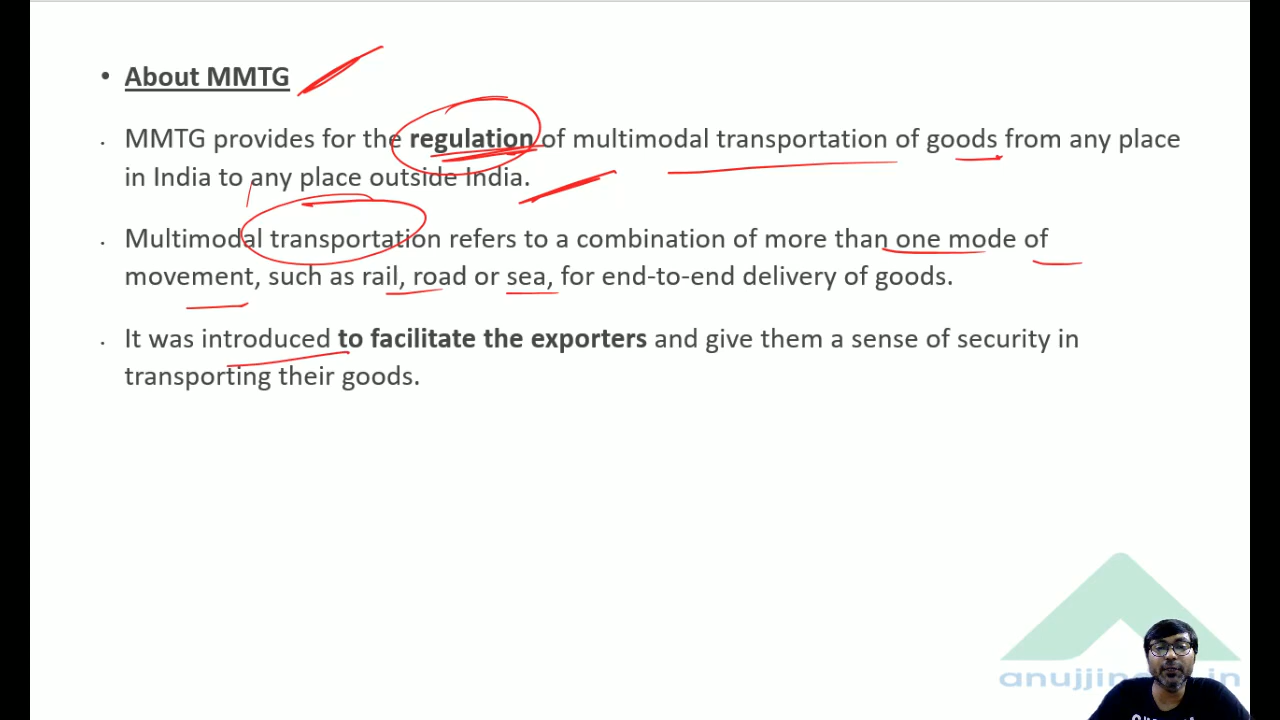 • About MMTG
. MMTG provides for the regulation of multimodal transportation of goods from any place
in India to any place outside India.
. Multimodal transportation refers to a combination of more than one mode of
movement, such as rail, road or sea, for end-to-end delivery of goods.
. It was introduced to facilitate the exporters and give them a sense of security in
transporting their goods.